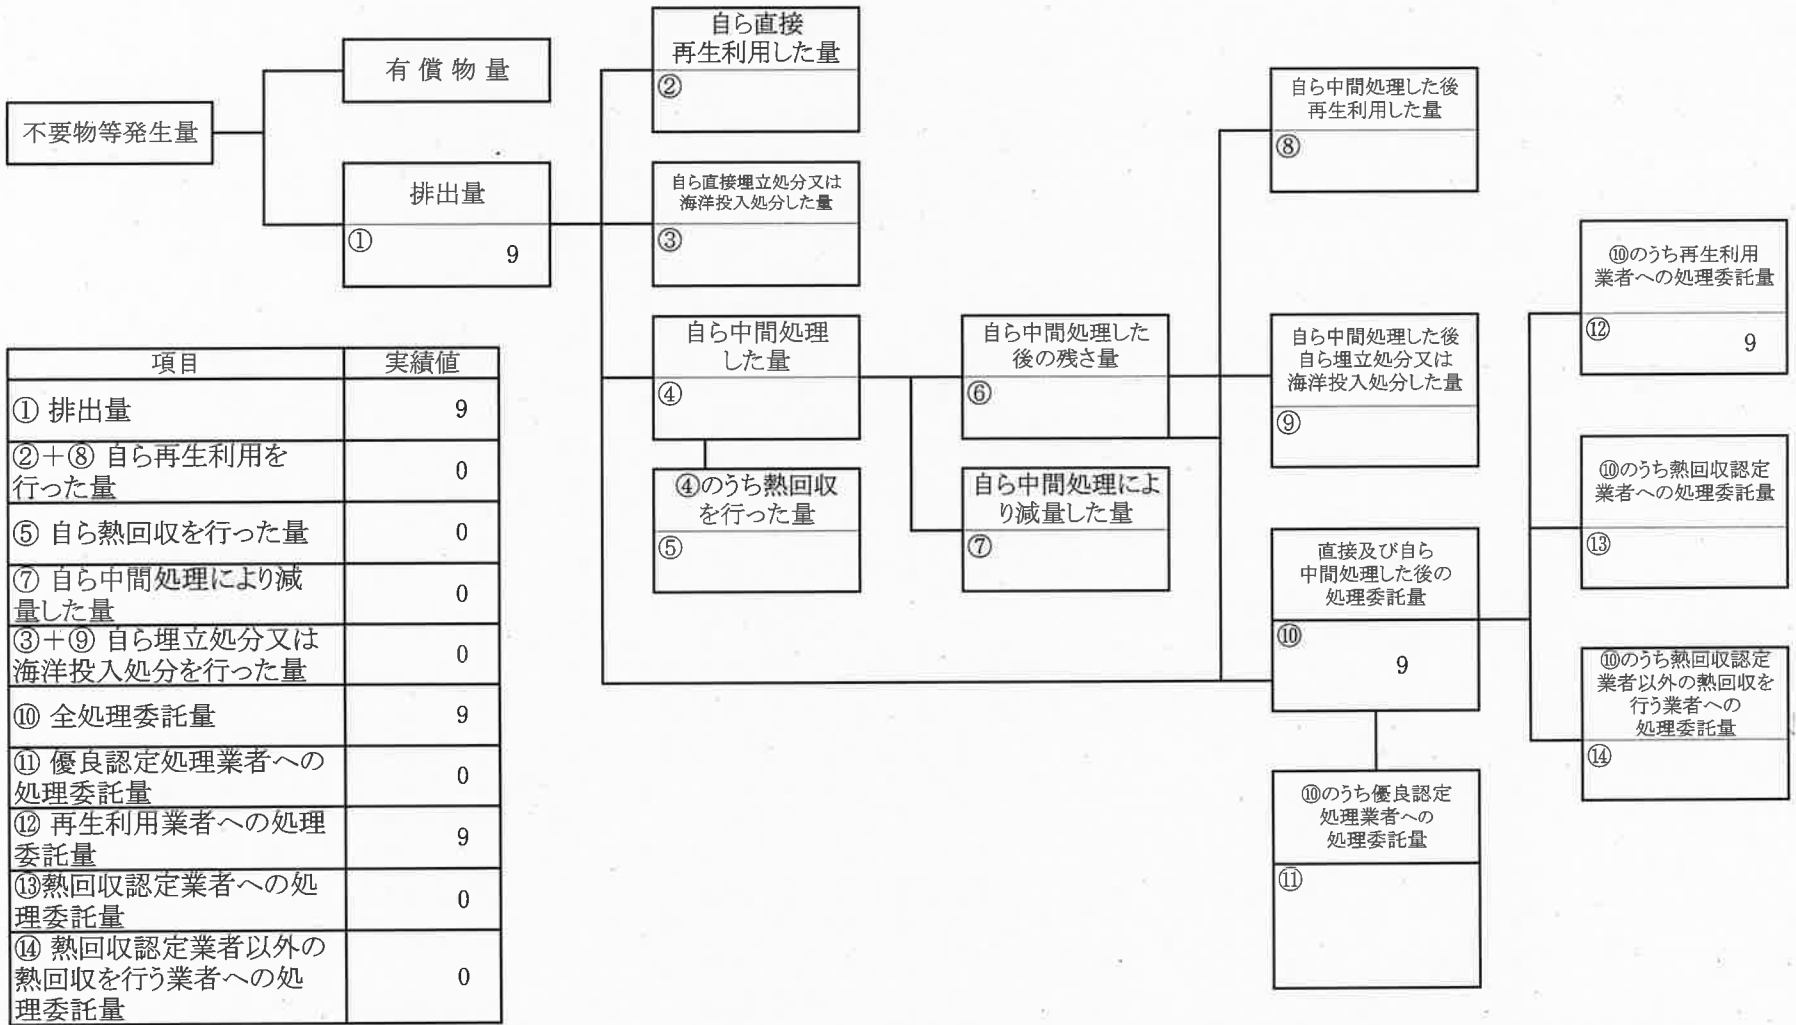 不要物等発生量
有償物量
排出量
①
9
自ら直接
再生利用した量
②
自ら直接埋立処分又は
海洋投入処分した量
③
自ら中間処理
した量
④
④のうち熱回収
を行った量
⑤
自ら中間処理した
後の残さ量
⑥
自ら中間処理によ
り減量した量
⑦
自ら中間処理した後
再生利用した量
⑧
自ら中間処理した後
自ら埋立処分又は
海洋投入処分した量
⑨
直接及び自ら
中間処理した後の
処理委託量
⑩
9
⑩のうち優良認定
処理業者への
処理委託量
⑪
⑩のうち再生利用
業者への処理委託量
⑫
9
⑩のうち熱回収認定
業者への処理委託量
⑬
⑩のうち熱回収認定
業者以外の熱回収を
行う業者への
処理委託量
⑭
項目 実績値
① 排出量 9
②+⑧ 自ら再生利用を
行った量 0
⑤ 自ら熱回収を行った量 0
⑦ 自ら中間処理により減
量した量 0
③+⑨ 自ら埋立処分又は
海洋投入処分を行った量 0
⑩ 全処理委託量 9
⑪ 優良認定処理業者への
処理委託量 0
⑫ 再生利用業者への処理
委託量 9
⑬熱回収認定業者への処
理委託量 0
⑭ 熱回収認定業者以外の
熱回収を行う業者への処
理委託量 0